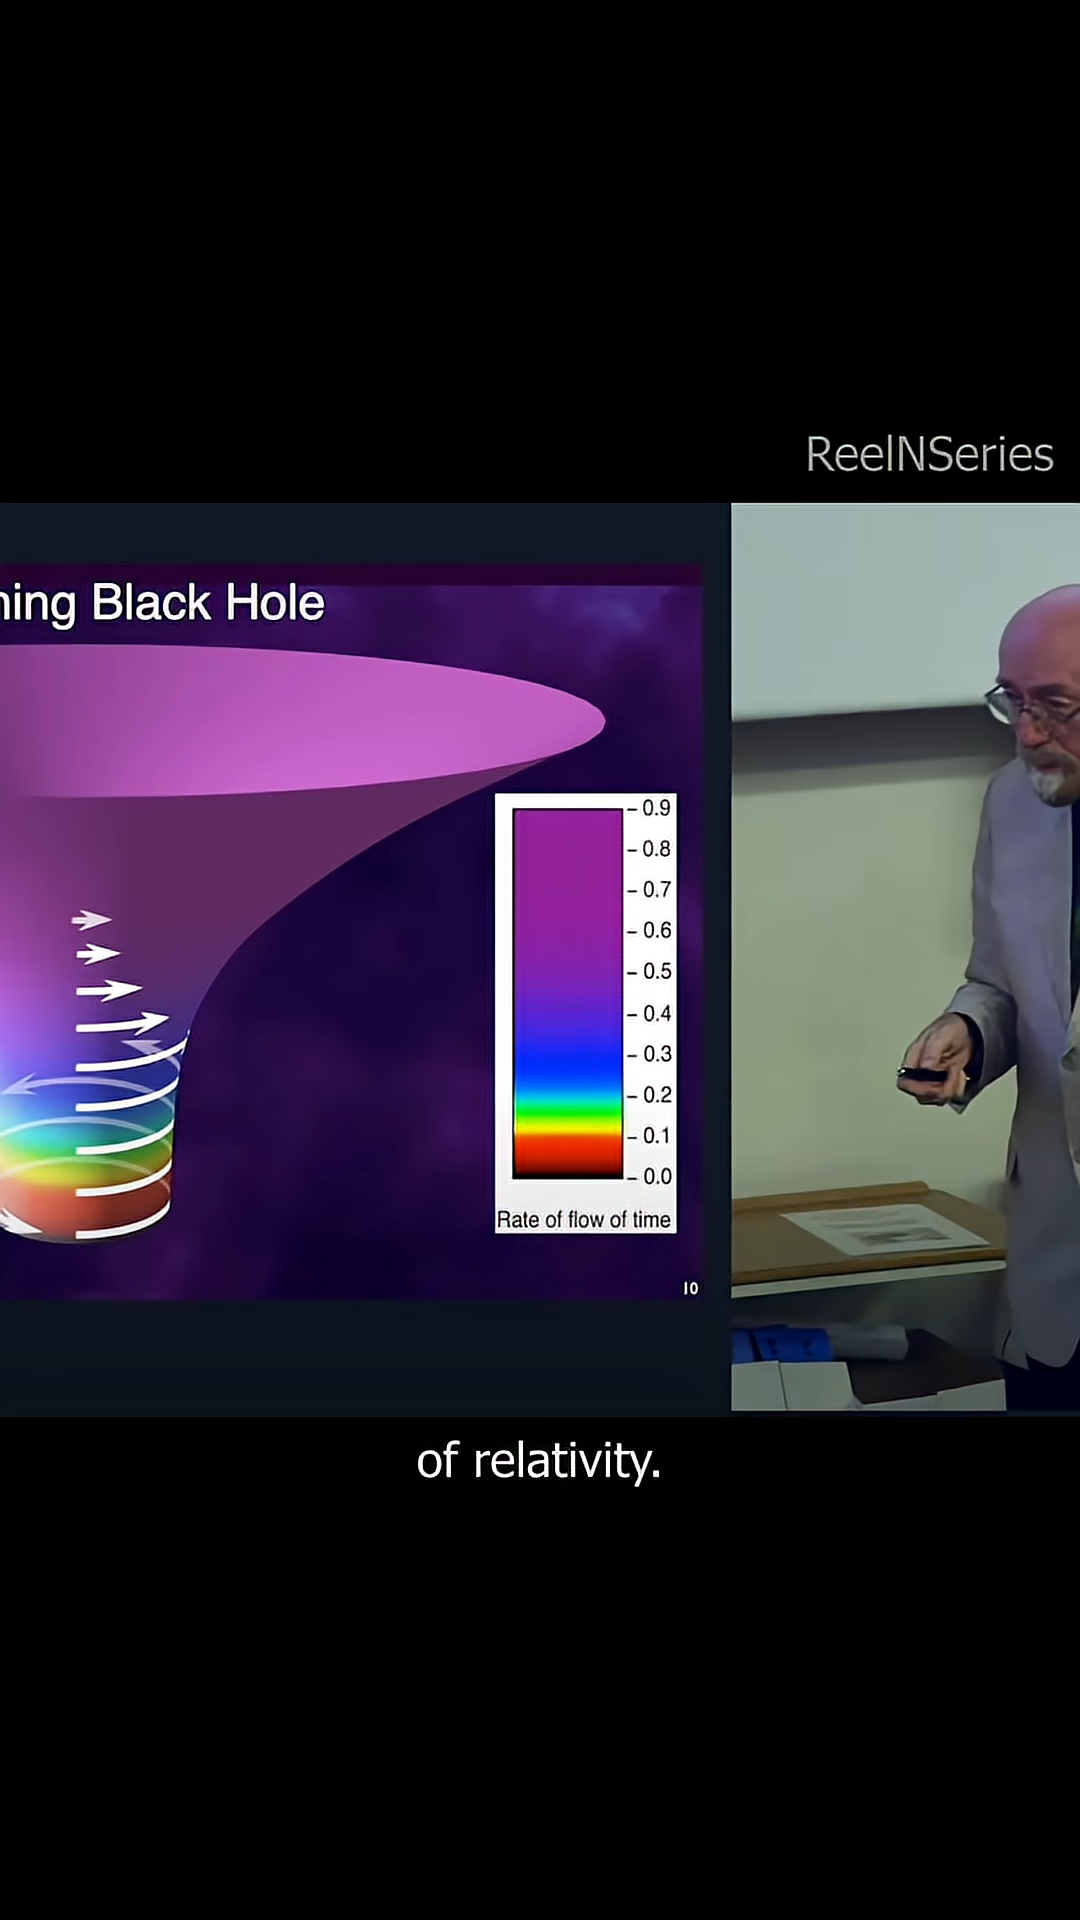 ReelNSeries
ning Black Hole
0.9
0.8
0.7
0.6
0.5
0.4
0.3
0.2
0.1
0.0
Rate of flow of time
10
of relativity.